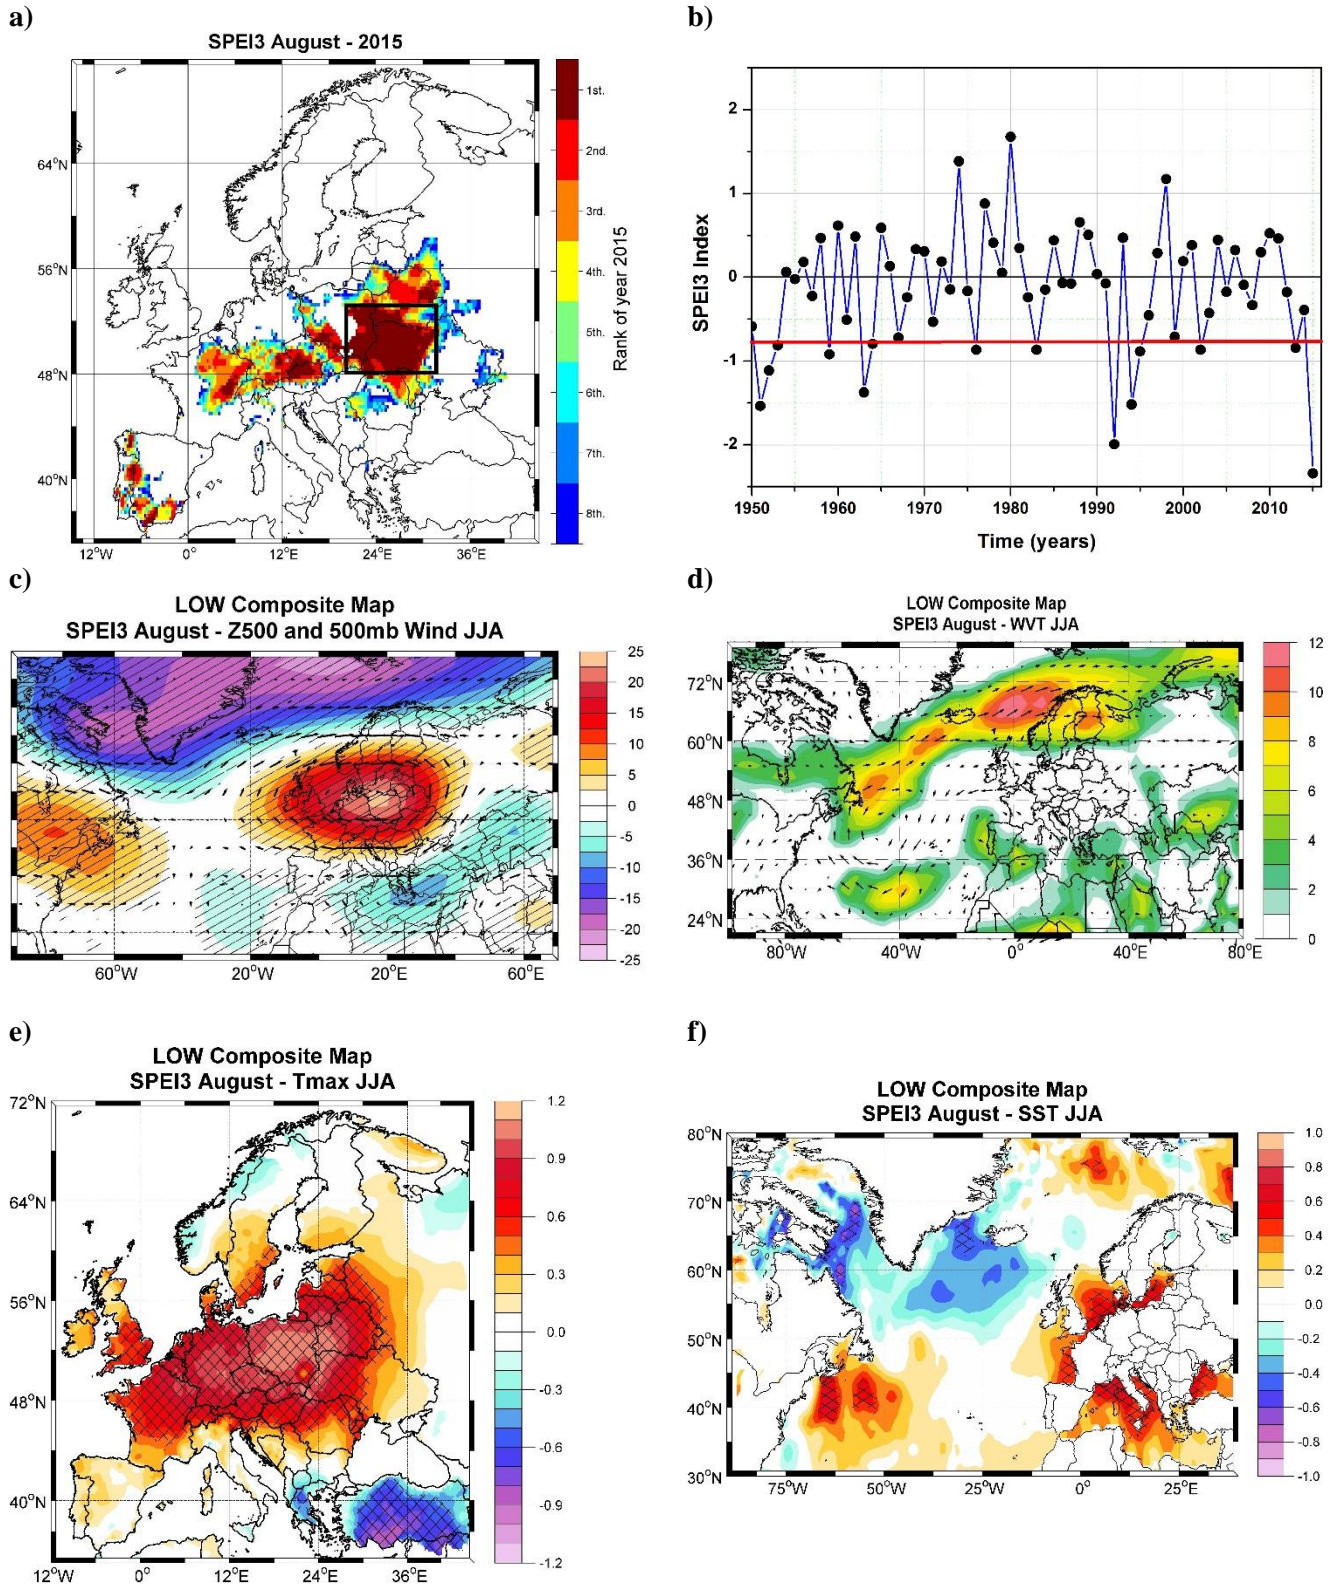 a)
SPEI3 August - 2015
64°N
56°N
48°N
40°N
12°W 0° 12°E 24°E 36°E
1st.
2nd.
3rd.
4th.
5th.
6th.
7th.
8th.
Rank of year 2015
b)
SPEI3 Index
2
1
0
-1
-2
1950 1960 1970 1980 1990 2000 2010
Time (years)
c)
LOW Composite Map
SPEI3 August - Z500 and 500mb Wind JJA
60°W 20°W 20°E 60°E
25
20
15
10
5
0
-5
-10
-15
-20
-25
d)
LOW Composite Map
SPEI3 August - WVT JJA
72°N
60°N
48°N
36°N
24°N
80°W 40°W 0° 40°E 80°E
12
10
8
6
4
2
0
e)
LOW Composite Map
SPEI3 August - Tmax JJA
72°N
64°N
56°N
48°N
40°N
12°W 0° 12°E 24°E 36°E
1.2
0.9
0.6
0.3
0.0
-0.3
-0.6
-0.9
-1.2
f)
LOW Composite Map
SPEI3 August - SST JJA
80°N
70°N
60°N
50°N
40°N
30°N
75°W 50°W 25°W 0° 25°E
1.0
0.8
0.6
0.4
0.2
0.0
-0.2
-0.4
-0.6
-0.8
-1.0